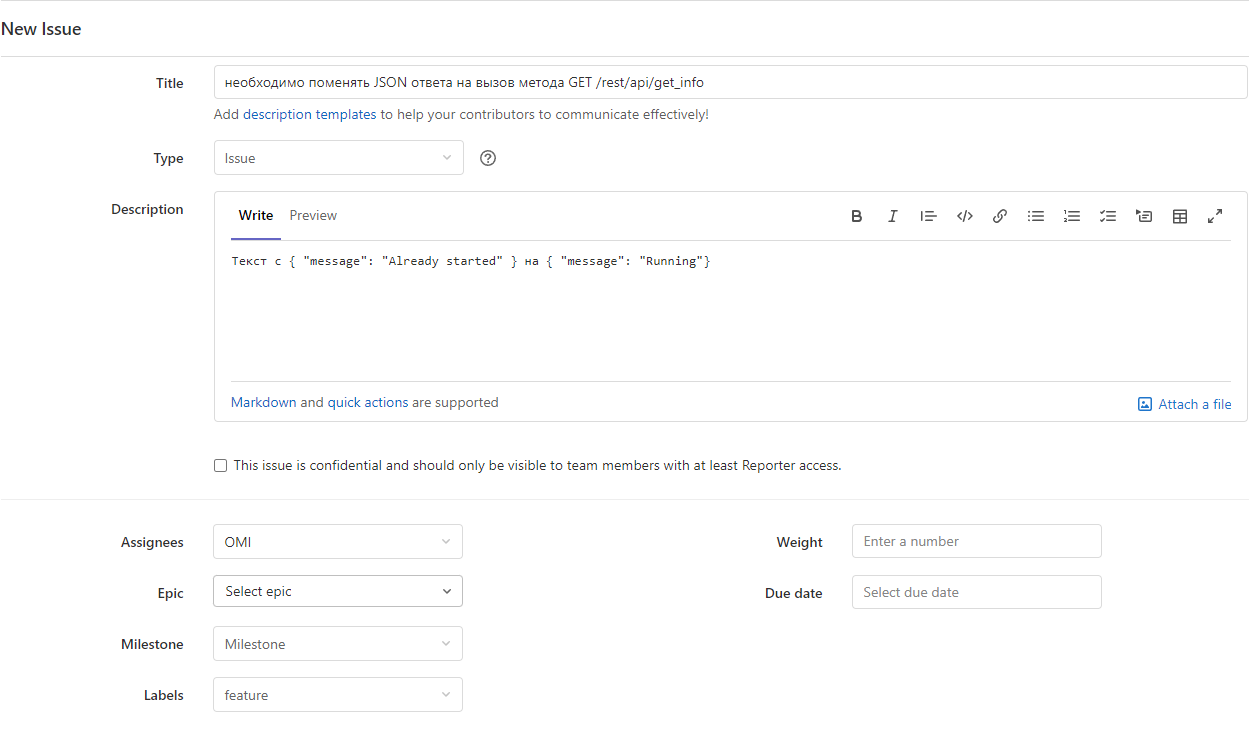 New Issue
Title
необходимо поменять JSON ответа на вызов метода GET /rest/api/get_info
Add description templates to help your contributors to communicate effectively!
Type
Issue
Description
Write Preview
Текст с { "message": "Already started" } на { "message": "Running"}
Markdown and quick actions are supported
Attach a file
This issue is confidential and should only be visible to team members with at least Reporter access.
Assignees
OMI
Weight
Enter a number
Epic
Select epic
Due date
Select due date
Milestone
Milestone
Labels
feature